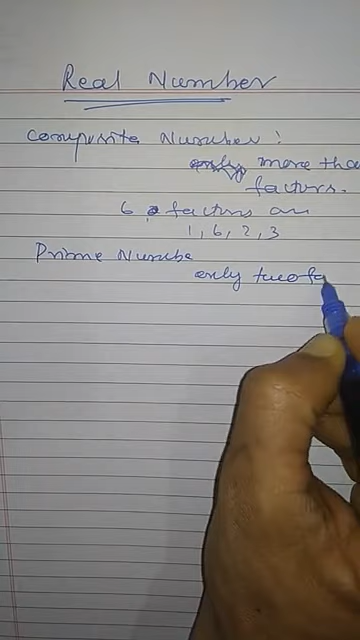 Real Number
Composite Number :
only more tha
factors.
6 factors an
1, 6, 2, 3
Prime Numbe
only two fa